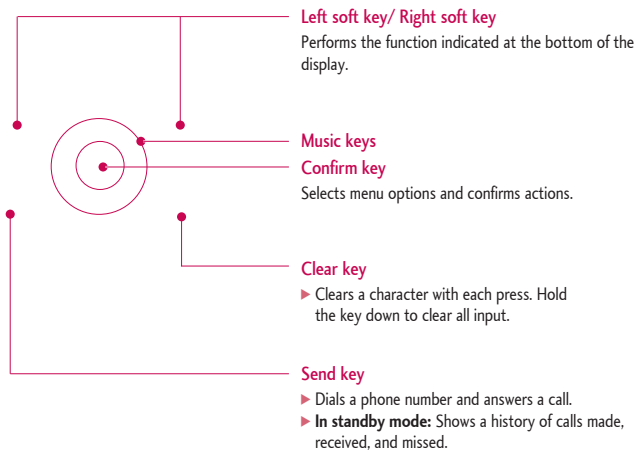 Left soft key/ Right soft key
Performs the function indicated at the bottom of the
display.
Music keys
Confirm key
Selects menu options and confirms actions.
Clear key
▶ Clears a character with each press. Hold
the key down to clear all input.
Send key
▶ Dials a phone number and answers a call.
▶ In standby mode: Shows a history of calls made,
received, and missed.